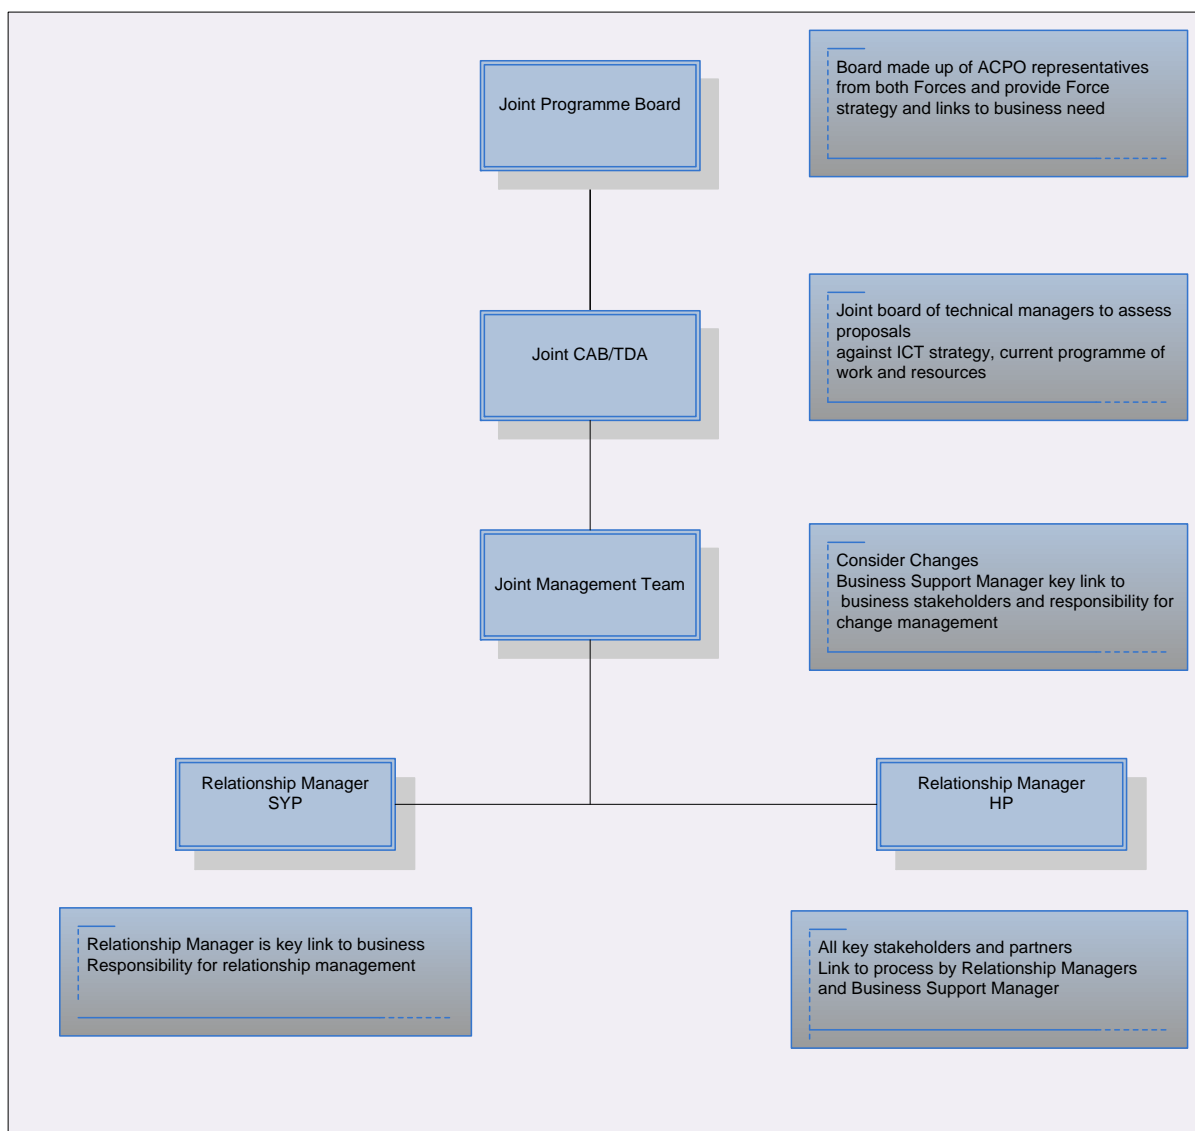 Joint Programme Board
Board made up of ACPO representatives
from both Forces and provide Force
strategy and links to business need
Joint CAB/TDA
Joint board of technical managers to assess
proposals
against ICT strategy, current programme of
work and resources
Joint Management Team
Consider Changes
Business Support Manager key link to
business stakeholders and responsibility for
change management
Relationship Manager
SYP
Relationship Manager
HP
Relationship Manager is key link to business
Responsibility for relationship management
All key stakeholders and partners
Link to process by Relationship Managers
and Business Support Manager